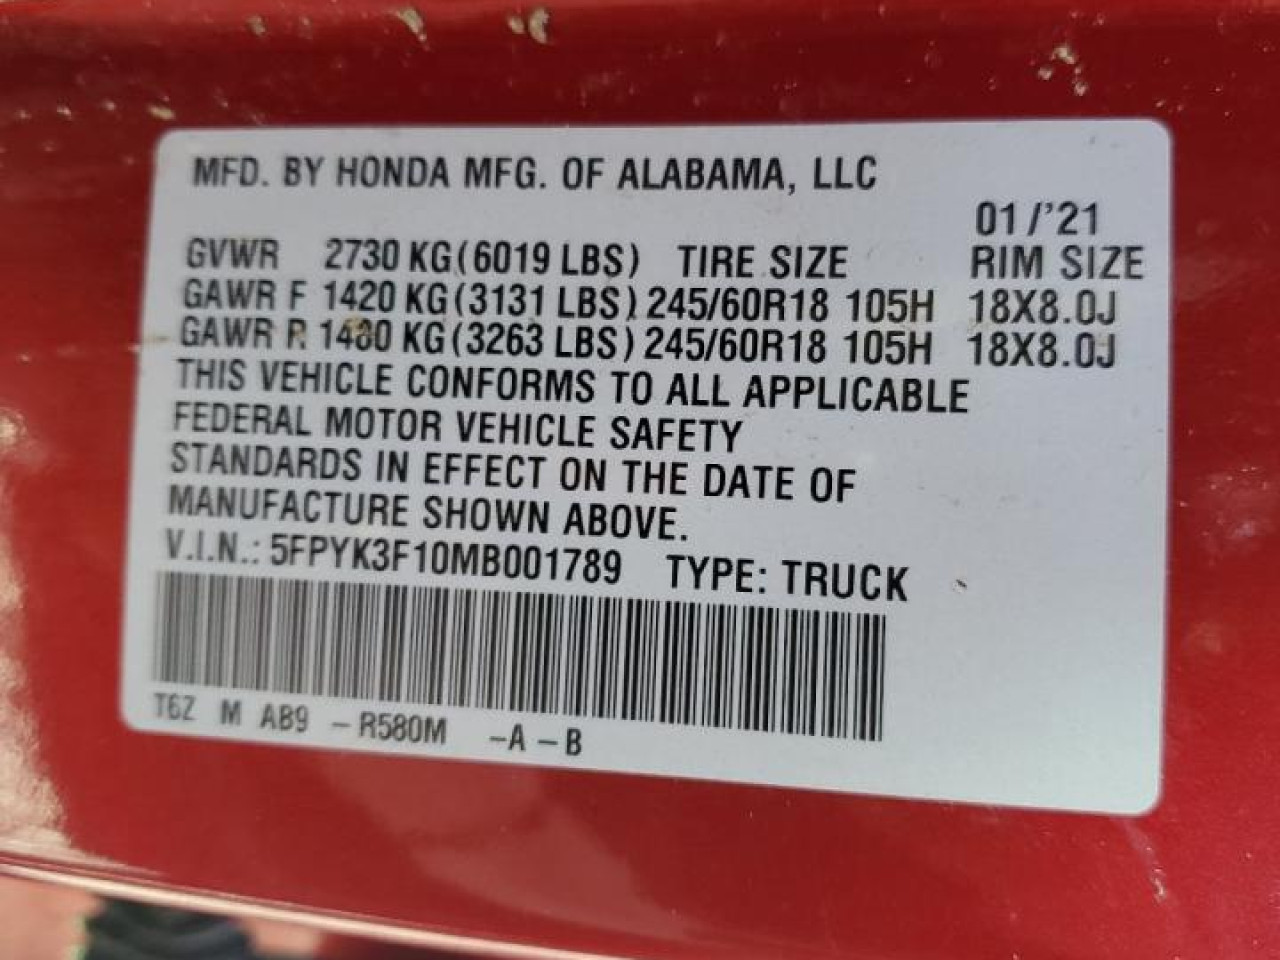 MFD. BY HONDA MFG. OF ALABAMA, LLC
01/'21
GVWR 2730 KG(6019 LBS) TIRE SIZE RIM SIZE
GAWR F 1420 KG(3131 LBS) 245/60R18 105H 18X8.0J
GAWR R 1480 KG(3263 LBS) 245/60R18 105H 18X8.0J
THIS VEHICLE CONFORMS TO ALL APPLICABLE
FEDERAL MOTOR VEHICLE SAFETY
STANDARDS IN EFFECT ON THE DATE OF
MANUFACTURE SHOWN ABOVE.
V.I.N.: 5FPYK3F10MB001789 TYPE: TRUCK
T6Z M AB9 -R580M -A-B